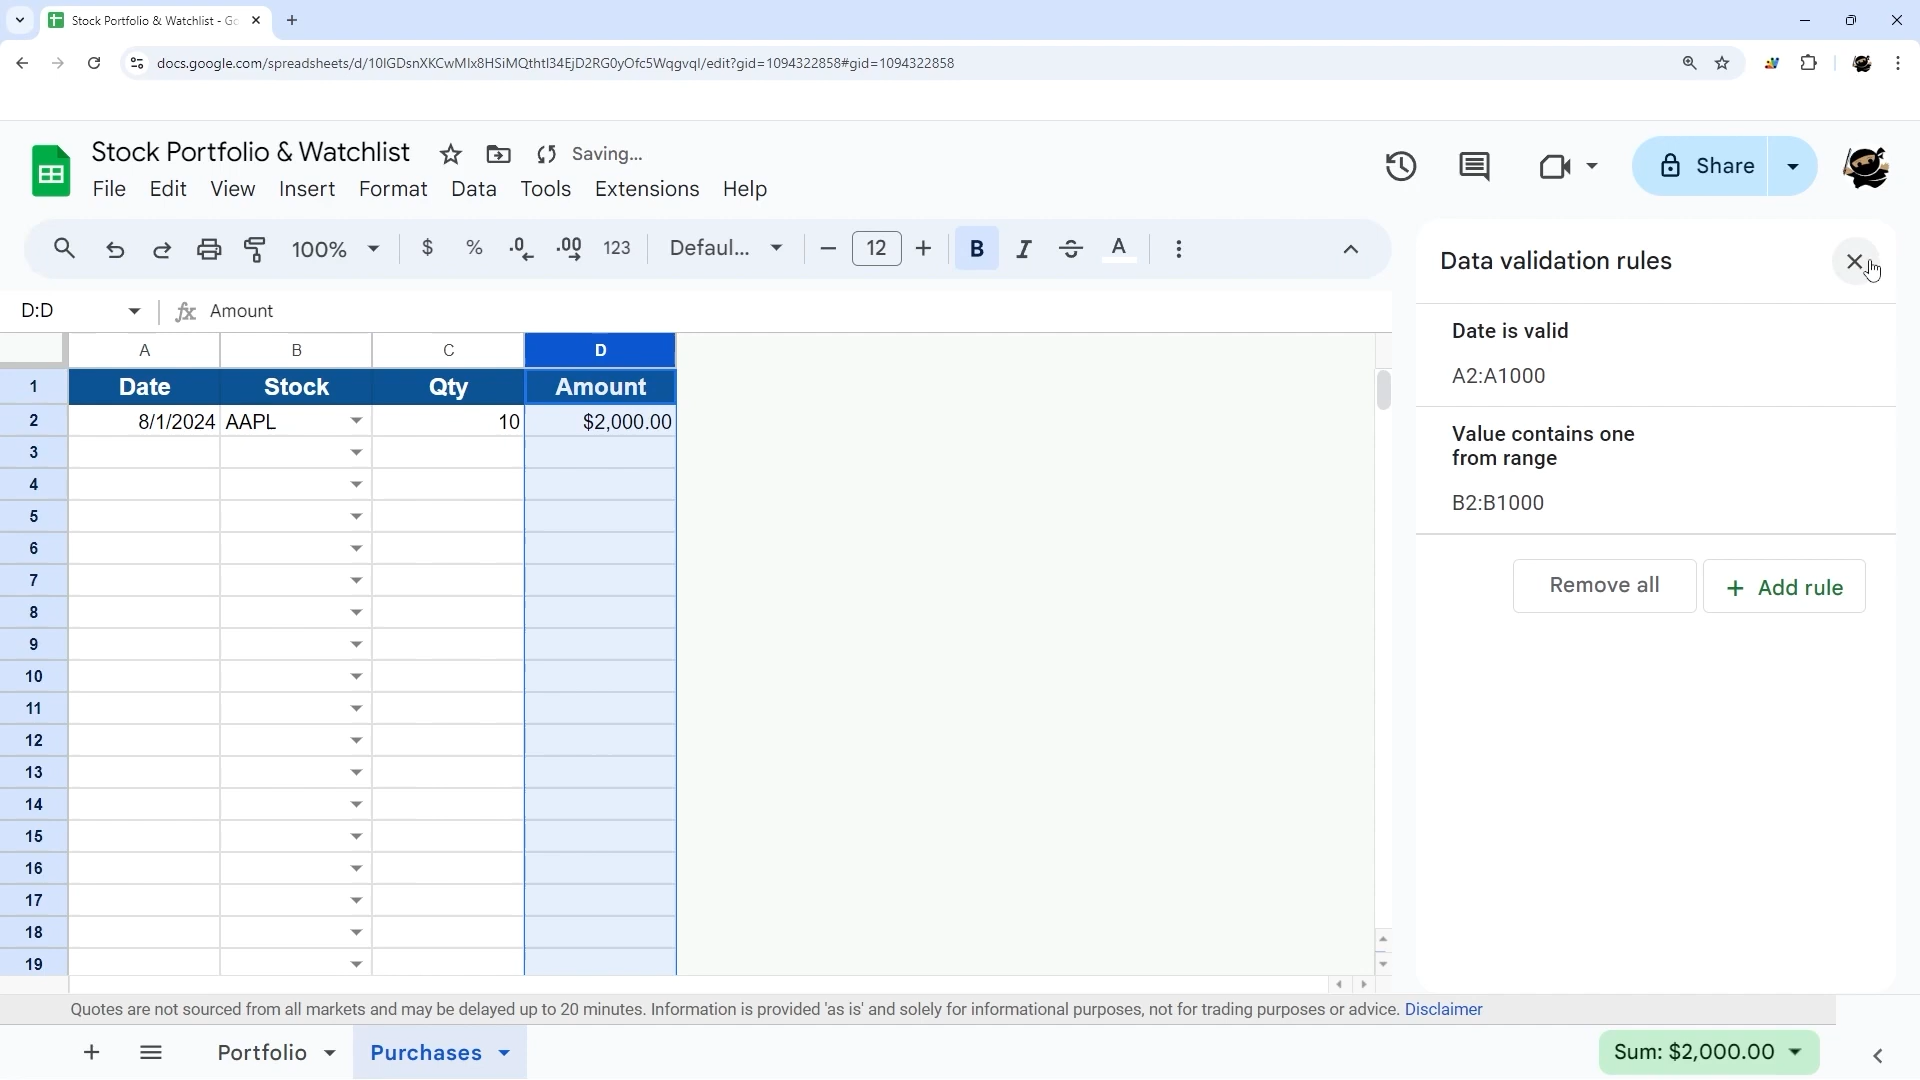 Stock Portfolio & Watchlist - Go
docs.google.com/spreadsheets/d/10lGDsnXKCwMlx8HSiMQthtl34EjD2RG0yOfc5Wqgvql/edit?gid=1094322858#gid=1094322858
Stock Portfolio & Watchlist Saving...
File Edit View Insert Format Data Tools Extensions Help
Share
100% $ % .0 .00 123 Defaul... 12 B I S A
Data validation rules
D:D fx Amount
Date is valid
A2:A1000
Value contains one
from range
B2:B1000
Remove all + Add rule
A B C D
1 Date Stock Qty Amount
2 8/1/2024 AAPL 10 $2,000.00
3
4
5
6
7
8
9
10
11
12
13
14
15
16
17
18
19
Quotes are not sourced from all markets and may be delayed up to 20 minutes. Information is provided 'as is' and solely for informational purposes, not for trading purposes or advice. Disclaimer
Portfolio Purchases Sum: $2,000.00